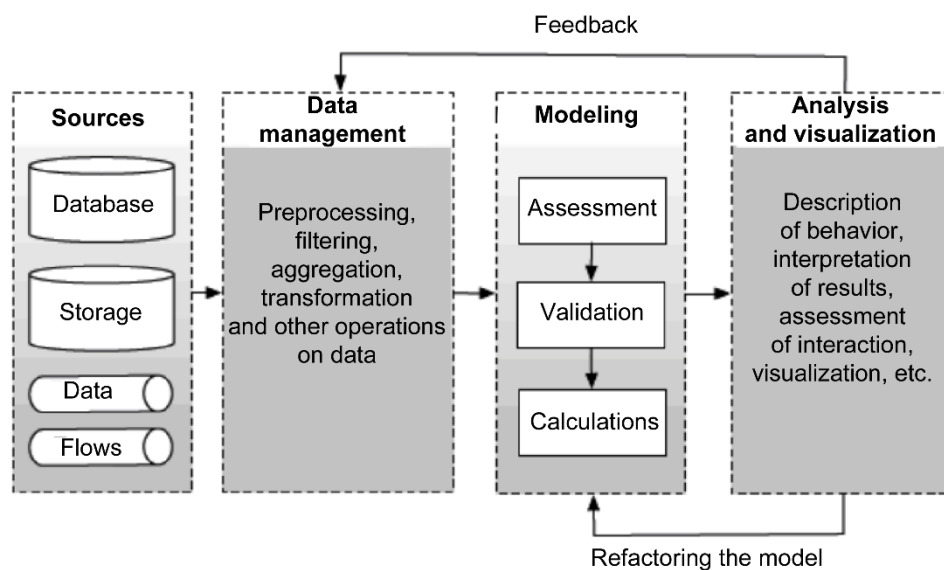 Feedback
Sources
Database
Storage
Data
Flows
Data
management
Preprocessing,
filtering,
aggregation,
transformation
and other operations
on data
Modeling
Assessment
Validation
Calculations
Analysis
and visualization
Description
of behavior,
interpretation
of results,
assessment
of interaction,
visualization, etc.
Refactoring the model